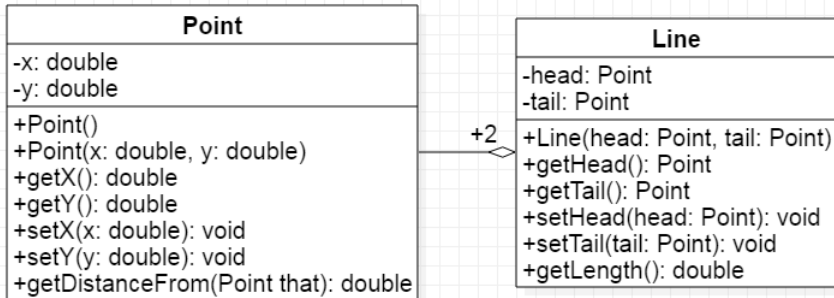 Point
-x: double
-y: double
+Point()
+Point(x: double, y: double)
+getX(): double
+getY(): double
+setX(x: double): void
+setY(y: double): void
+getDistanceFrom(Point that): double
+2
Line
-head: Point
-tail: Point
+Line(head: Point, tail: Point)
+getHead(): Point
+getTail(): Point
+setHead(head: Point): void
+setTail(tail: Point): void
+getLength(): double